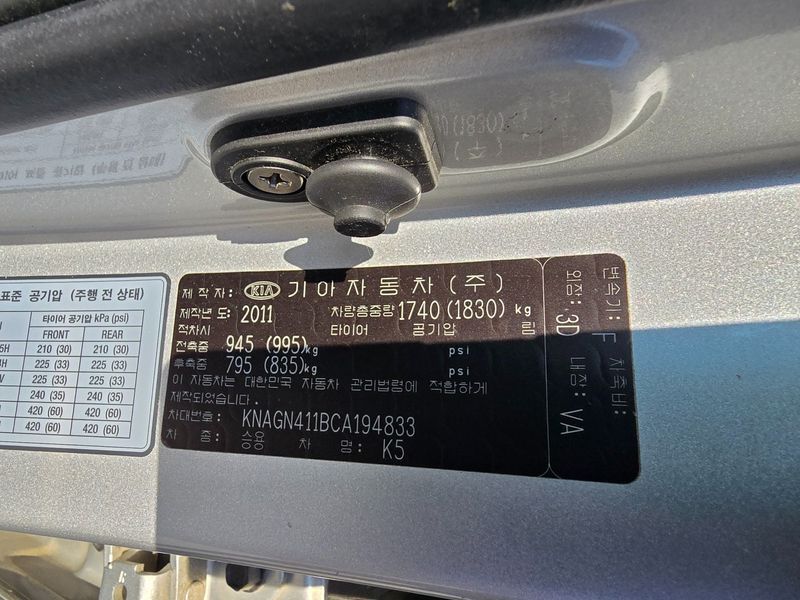 표준 공기압 (주행 전 상태)
타이어 공기압 kPa (psi)
FRONT REAR
210 (30) 210 (30)
225 (33) 225 (33)
225 (33) 225 (33)
240 (35) 240 (35)
420 (60) 420 (60)
420 (60) 420 (60)
제 작 자: KIA 기아자동차(주)
제작년 도: 2011 차량총중량 1740 (1830) kg
적차시 타이어 공기압 림
전축중 945 (995)kg psi
후축중 795 (835)kg psi
이 자동차는 대한민국 자동차 관리법령에 적합하게
제작되었습니다.
차대번호: KNAGN411BCA194833
차 종: 승용 차 명: K5
변속기: F 차축비:
외장: 3D 내장: VA
(1830)
(주)